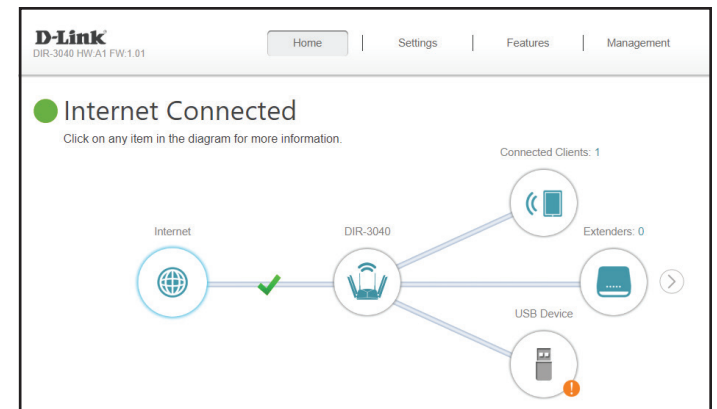 D-Link
DIR-3040 HW:A1 FW:1.01
Home
Settings
Features
Management
Internet Connected
Click on any item in the diagram for more information.
Connected Clients: 1
Internet
DIR-3040
Extenders: 0
USB Device